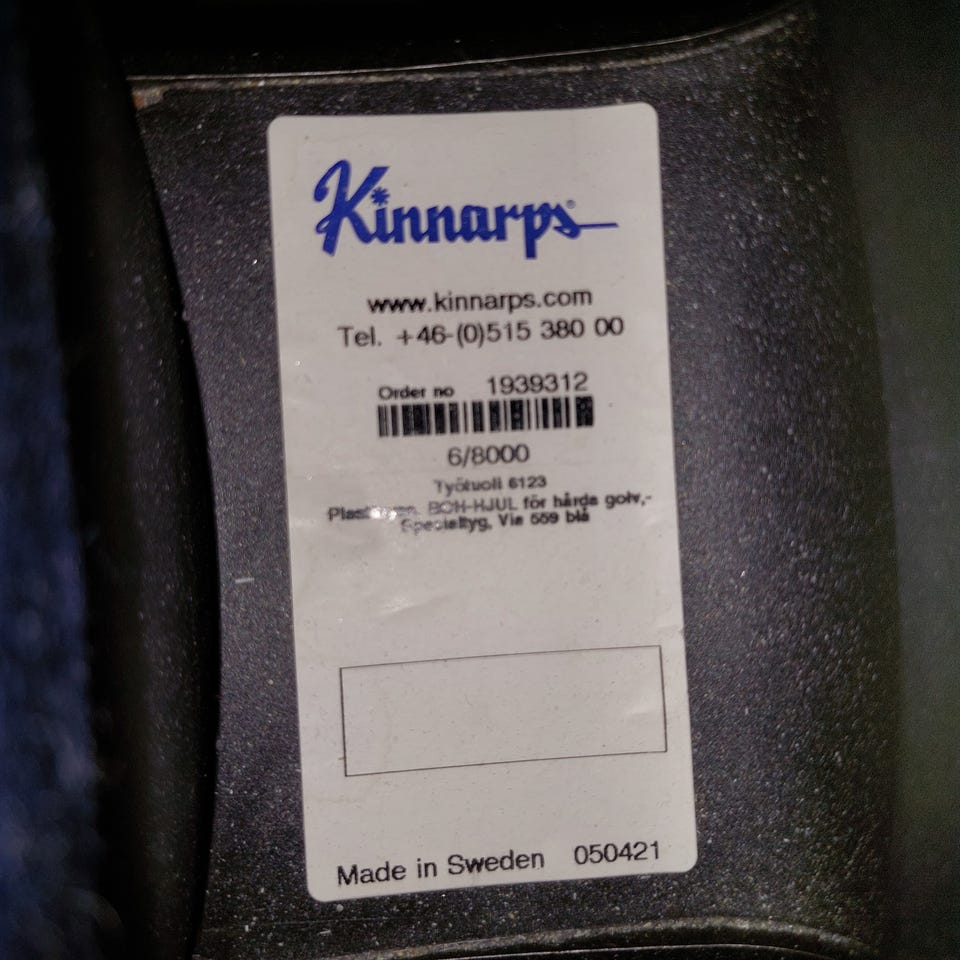 Kinnarps
www.kinnarps.com
Tel. +46-(0)515 380 00
Order no 1939312
6/8000
Työtuoli 6123
BCH-HJUL för hårda golv,-
Specialtyg, Via 559 blå
Made in Sweden 050421